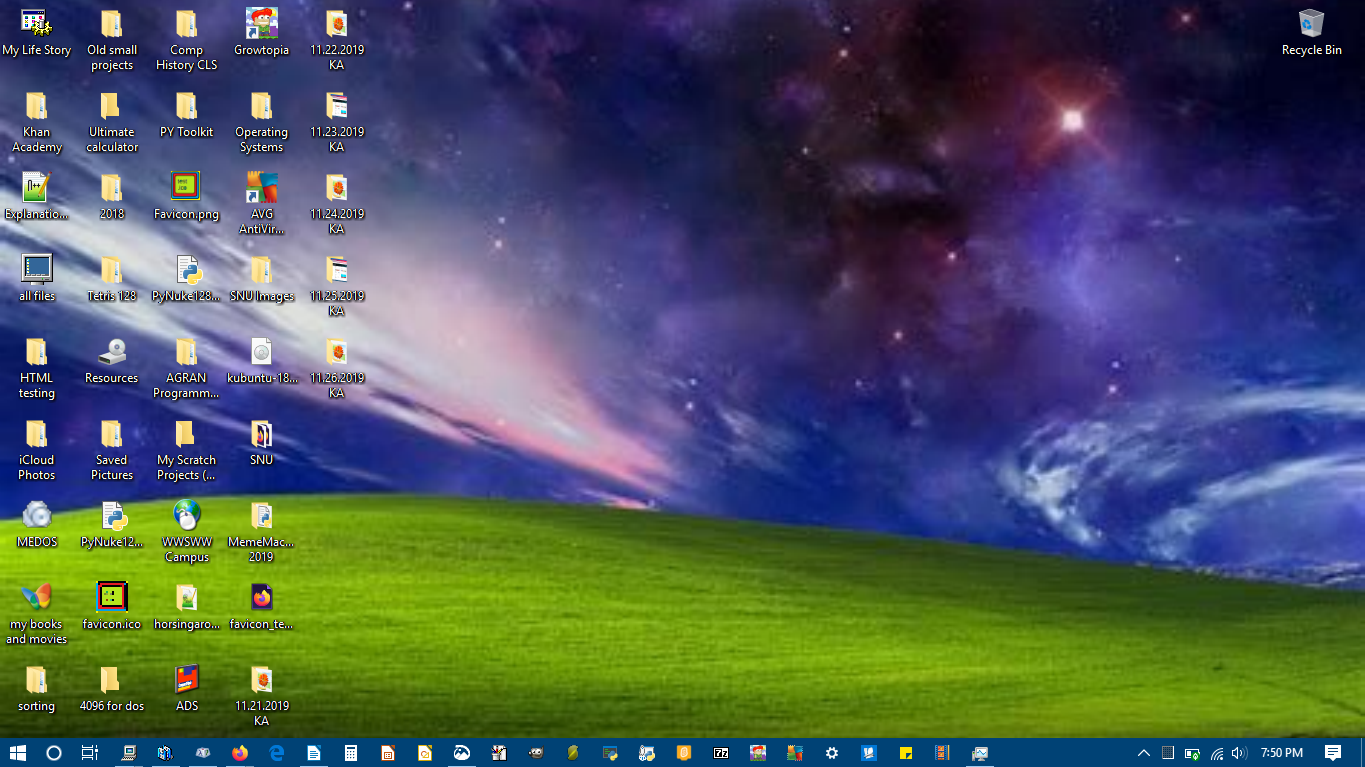 My Life Story
Old small
projects
Comp
History CLS
Growtopia
11.22.2019
KA
Recycle Bin
Khan
Academy
Ultimate
calculator
PY Toolkit
Operating
Systems
11.23.2019
KA
Explanatio...
2018
Favicon.png
AVG
AntiVir...
11.24.2019
KA
all files
Tetris 128
PyNuke128...
SNU Images
11.25.2019
KA
HTML
testing
Resources
AGRAN
Programm...
kubuntu-18...
11.26.2019
KA
iCloud
Photos
Saved
Pictures
My Scratch
Projects (...
SNU
MEDOS
PyNuke12...
WWSWW
Campus
MemeMac...
2019
my books
and movies
favicon.ico
horsingaro...
favicon_te...
sorting
4096 for dos
ADS
11.21.2019
KA
7:50 PM